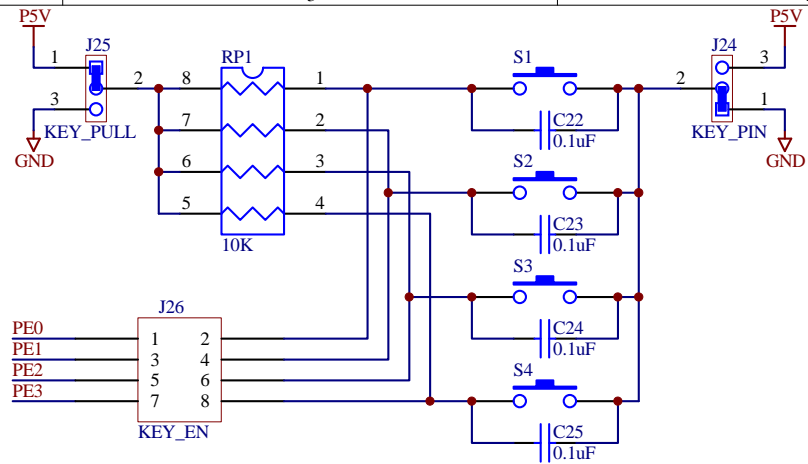 P5V
P5V
J25
RP1
S1
J24
1
3
2
8
1
2
3
1
C22
7
2
KEY_PULL
0.1uF
KEY_PIN
GND
GND
S2
6
3
5
4
C23
10K
0.1uF
S3
J26
PE0
1
2
C24
PE1
3
4
0.1uF
PE2
5
6
S4
PE3
7
8
KEY_EN
C25
0.1uF